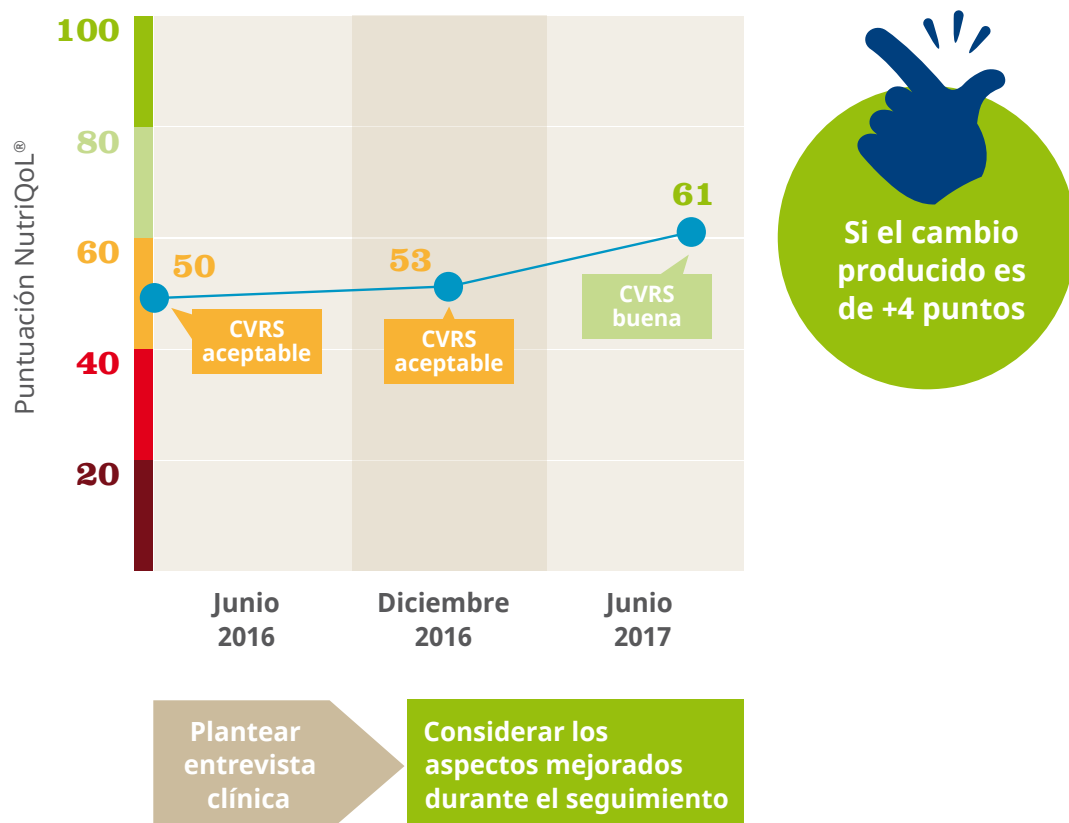 Puntuación NutriQoL®
100
80
60
40
20
50
CVRS
aceptable
53
CVRS
aceptable
61
CVRS
buena
Junio
2016
Diciembre
2016
Junio
2017
Si el cambio
producido es
de +4 puntos
Plantear
entrevista
clínica
Considerar los
aspectos mejorados
durante el seguimiento